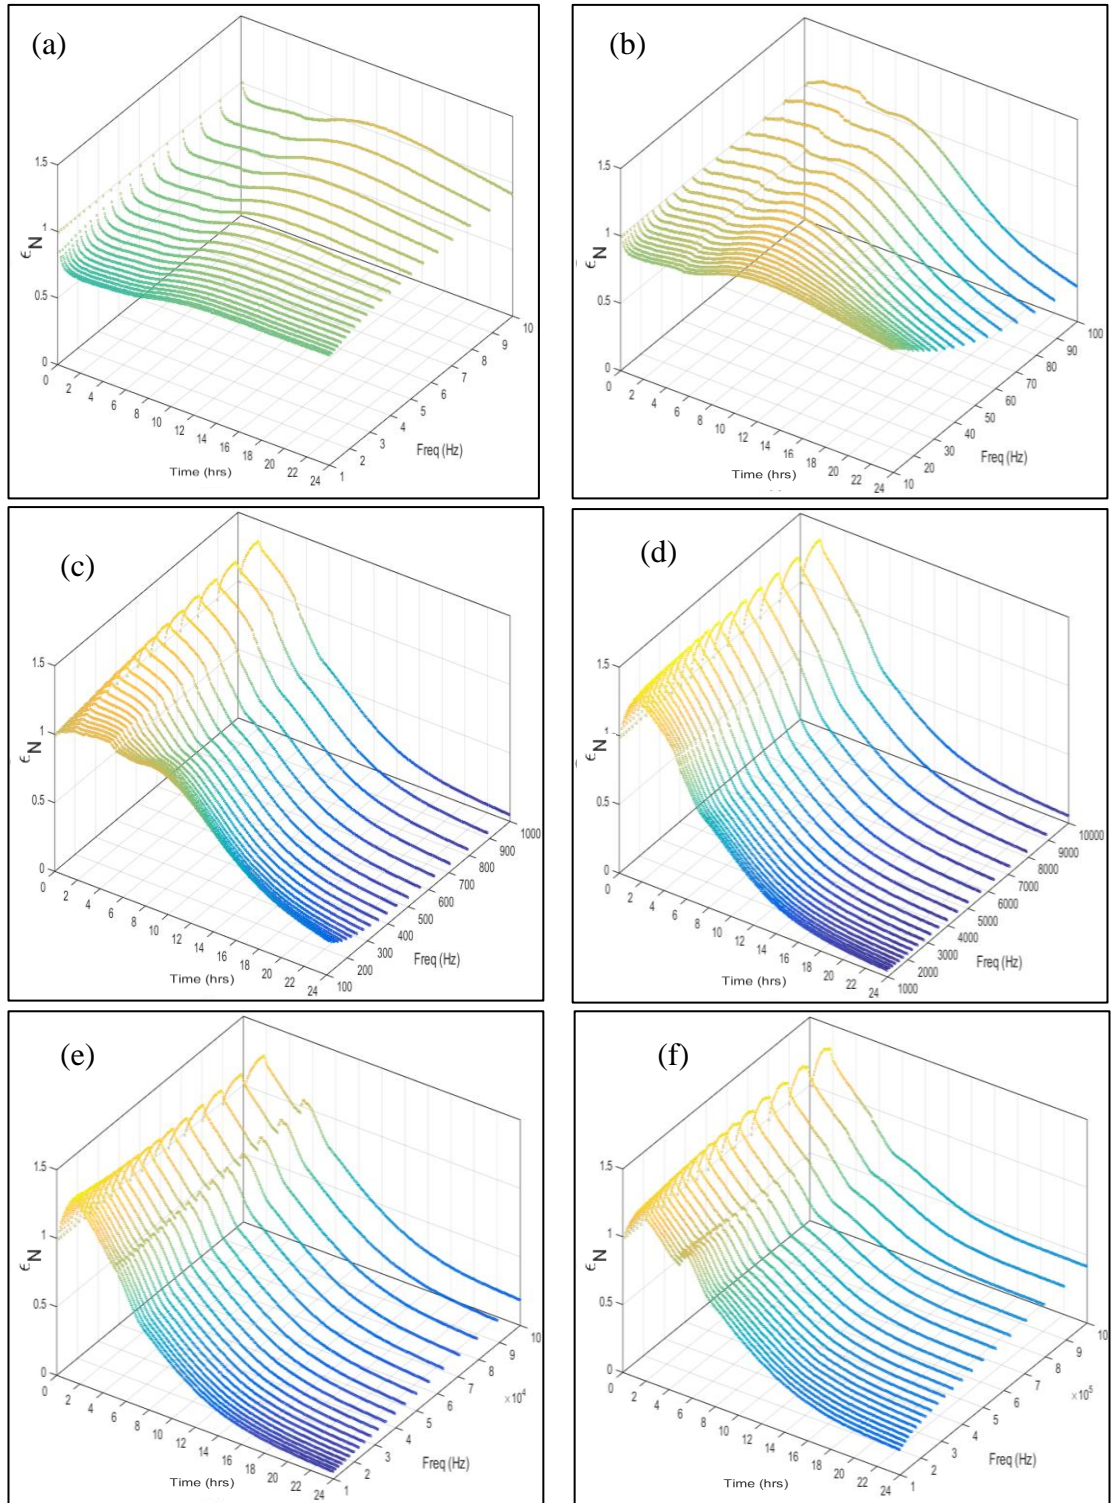 (a)
1.5
1
0.5
0
ϵN
0 2 4 6 8 10 12 14 16 18 20 22 24
Time (hrs)
1 2 3 4 5 6 7 8 9 10
Freq (Hz)
(b)
1.5
1
0.5
0
ϵN
0 2 4 6 8 10 12 14 16 18 20 22 24
Time (hrs)
10 20 30 40 50 60 70 80 90 100
Freq (Hz)
(c)
1.5
1
0.5
0
ϵN
0 2 4 6 8 10 12 14 16 18 20 22 24
Time (hrs)
100 200 300 400 500 600 700 800 900 1000
Freq (Hz)
(d)
1.5
1
0.5
0
ϵN
0 2 4 6 8 10 12 14 16 18 20 22 24
Time (hrs)
1000 2000 3000 4000 5000 6000 7000 8000 9000 10000
Freq (Hz)
(e)
1.5
1
0.5
0
ϵN
0 2 4 6 8 10 12 14 16 18 20 22 24
Time (hrs)
1 2 3 4 5 6 7 8 9 10
×10⁴
Freq (Hz)
(f)
1.5
1
0.5
0
ϵN
0 2 4 6 8 10 12 14 16 18 20 22 24
Time (hrs)
1 2 3 4 5 6 7 8 9 10
×10⁵
Freq (Hz)